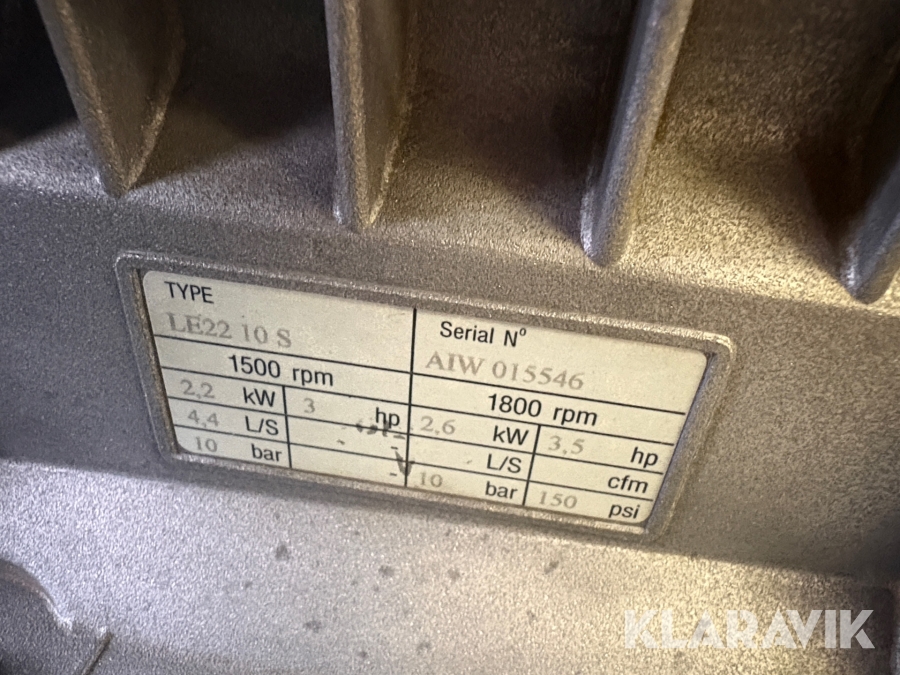 TYPE
LE22 10 S
Serial Nº
AIW 015546
1500 rpm
1800 rpm
2,2 kW 3 hp 2,6 kW 3,5 hp
4,4 L/S - - L/S cfm
10 bar - 10 bar 150 psi
KLARAVIK